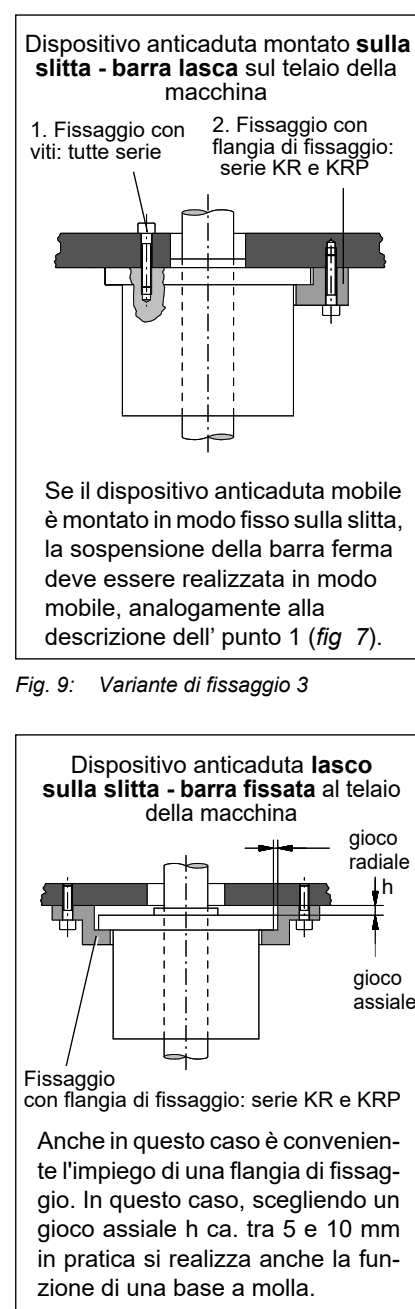 Dispositivo anticaduta montato sulla
slitta - barra lasca sul telaio della
macchina
1. Fissaggio con
viti: tutte serie
2. Fissaggio con
flangia di fissaggio:
serie KR e KRP
Se il dispositivo anticaduta mobile
è montato in modo fisso sulla slitta,
la sospensione della barra ferma
deve essere realizzata in modo
mobile, analogamente alla
descrizione dell' punto 1 (fig 7).
Fig. 9: Variante di fissaggio 3
Dispositivo anticaduta lasco
sulla slitta - barra fissata al telaio
della macchina
gioco
radiale
h
gioco
assiale
Fissaggio
con flangia di fissaggio: serie KR e KRP
Anche in questo caso è convenien-
te l'impiego di una flangia di fissag-
gio. In questo caso, scegliendo un
gioco assiale h ca. tra 5 e 10 mm
in pratica si realizza anche la fun-
zione di una base a molla.